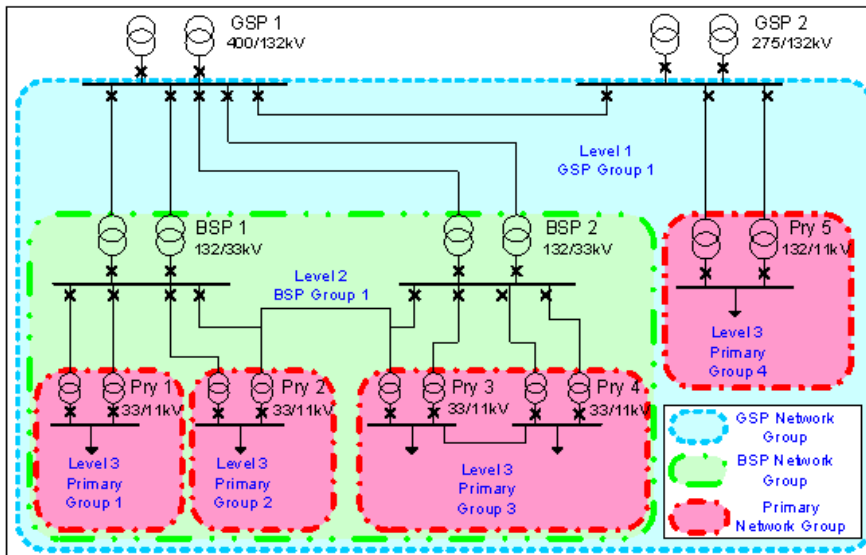 GSP 1
400/132kV
GSP 2
275/132kV
Level 1
GSP Group 1
BSP 1
132/33kV
BSP 2
132/33kV
Pry 5
132/11kV
Level 2
BSP Group 1
Level 3
Primary
Group 4
Pry 1
33/11kV
Pry 2
33/11kV
Pry 3
33/11kV
Pry 4
33/11kV
Level 3
Primary
Group 1
Level 3
Primary
Group 2
Level 3
Primary
Group 3
GSP Network
Group
BSP Network
Group
Primary
Network Group